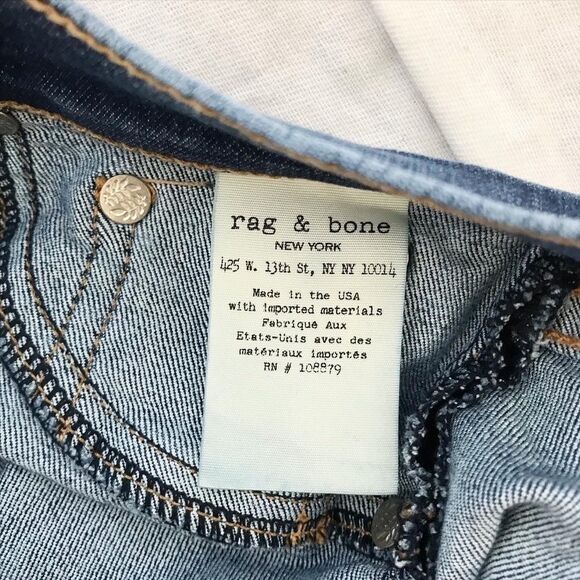 rag & bone
NEW YORK
425 W. 13th St, NY NY 10014
Made in the USA
with imported materials
Fabriqué Aux
Etats-Unis avec des
matériaux importés
RN # 108879